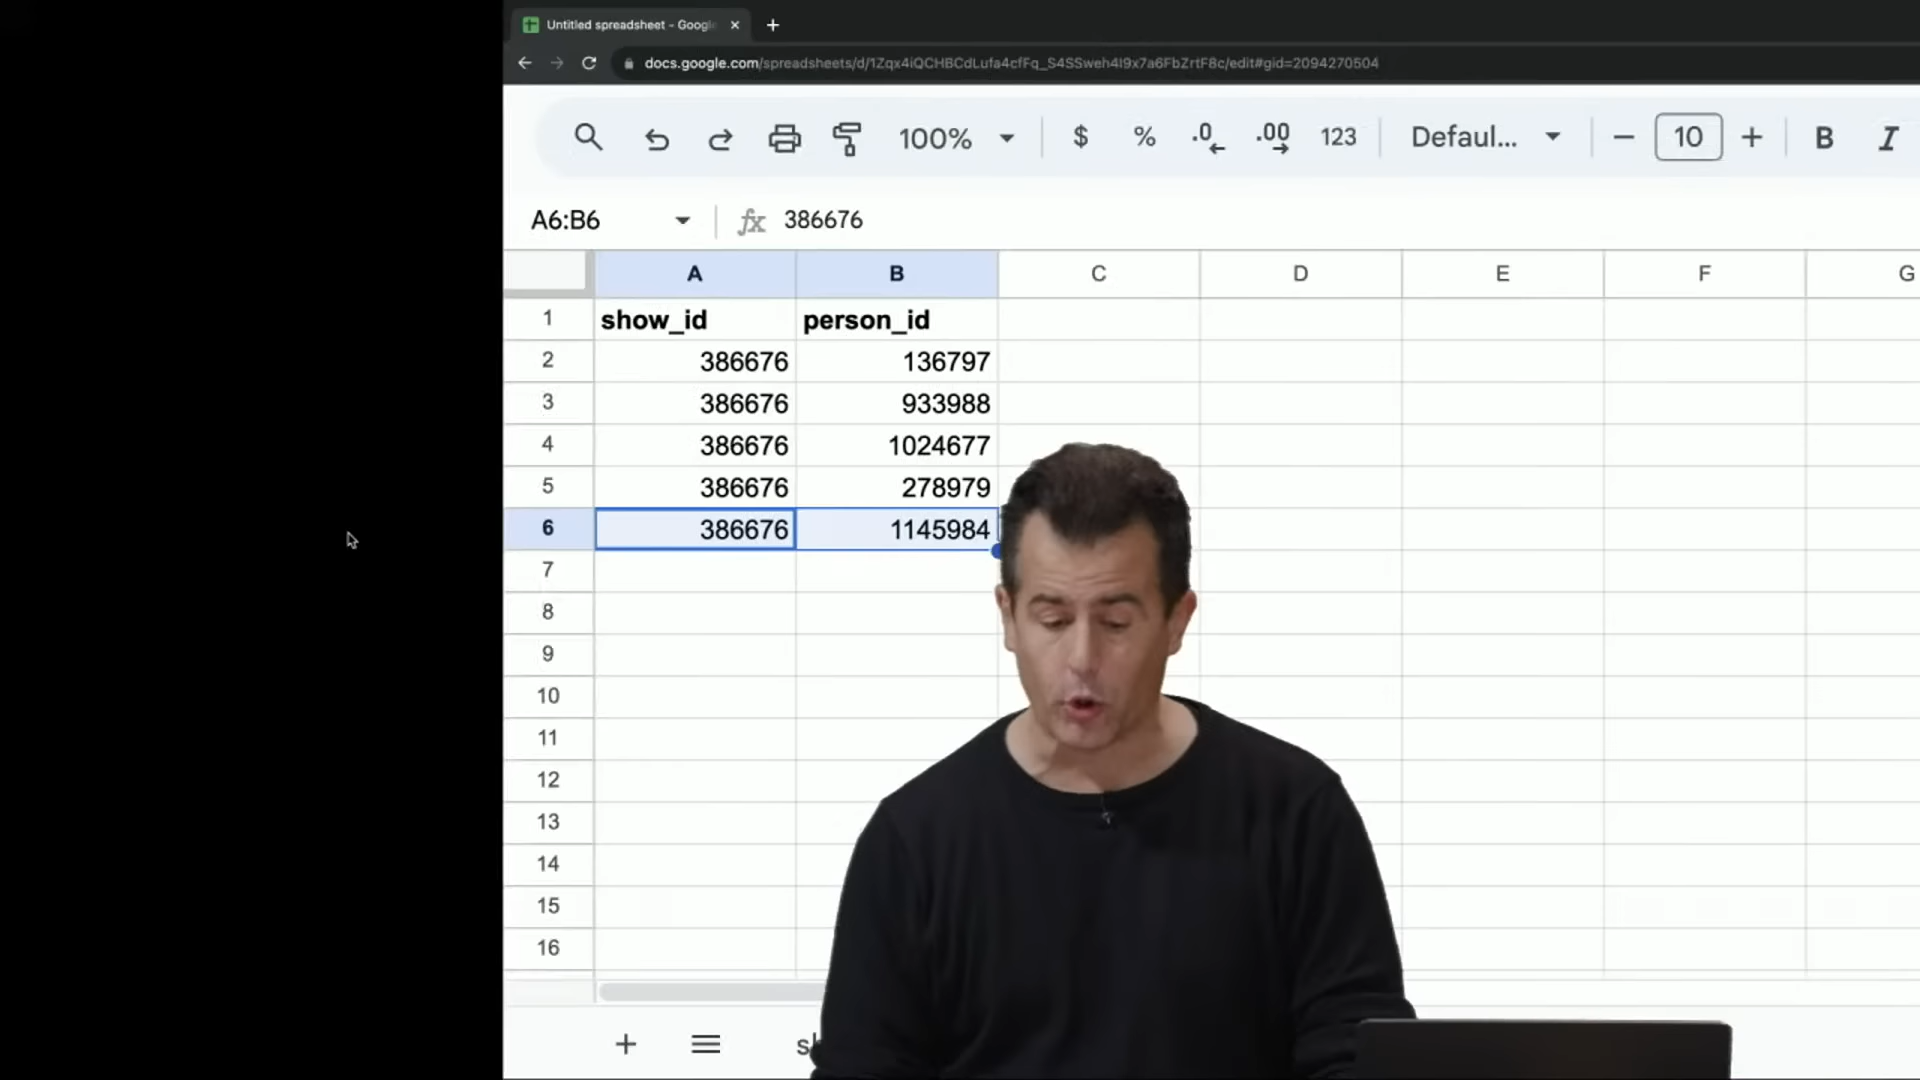 Untitled spreadsheet - Googl
docs.google.com/spreadsheets/d/1Zqx4iQCHBCdLufa4cfFq_S4SSweh4I9x7a6FbZrtF8c/edit#gid=2094270504
100% $ % .0 .00 123 Defaul... 10 B I
A6:B6 fx 386676
A B C D E F G
1 show_id person_id
2 386676 136797
3 386676 933988
4 386676 1024677
5 386676 278979
6 386676 1145984
7
8
9
10
11
12
13
14
15
16